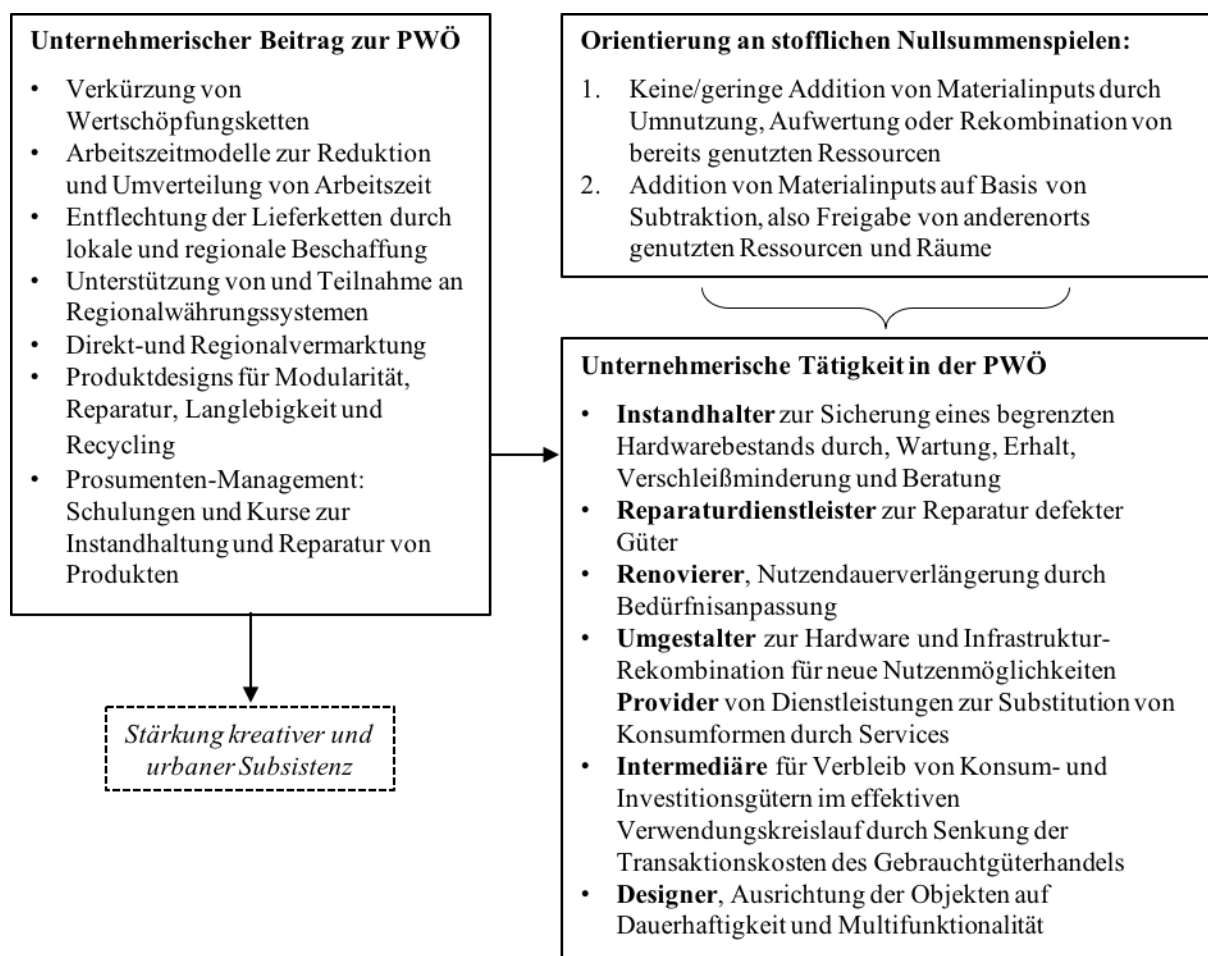 Unternehmerischer Beitrag zur PWÖ
• Verkürzung von
Wertschöpfungsketten
• Arbeitszeitmodelle zur Reduktion
und Umverteilung von Arbeitszeit
• Entflechtung der Lieferketten durch
lokale und regionale Beschaffung
• Unterstützung von und Teilnahme an
Regionalwährungssystemen
• Direkt-und Regionalvermarktung
• Produktdesigns für Modularität,
Reparatur, Langlebigkeit und
Recycling
• Prosumenten-Management:
Schulungen und Kurse zur
Instandhaltung und Reparatur von
Produkten
Stärkung kreativer und
urbaner Subsistenz
Orientierung an stofflichen Nullsummenspielen:
1. Keine/geringe Addition von Materialinputs durch
Umnutzung, Aufwertung oder Rekombination von
bereits genutzten Ressourcen
2. Addition von Materialinputs auf Basis von
Subtraktion, also Freigabe von anderenorts
genutzten Ressourcen und Räume
Unternehmerische Tätigkeit in der PWÖ
• Instandhalter zur Sicherung eines begrenzten
Hardwarebestands durch, Wartung, Erhalt,
Verschleißminderung und Beratung
• Reparaturdienstleister zur Reparatur defekter
Güter
• Renovierer, Nutzendauerverlängerung durch
Bedürfnisanpassung
• Umgestalter zur Hardware und Infrastruktur-
Rekombination für neue Nutzenmöglichkeiten
Provider von Dienstleistungen zur Substitution von
Konsumformen durch Services
• Intermediäre für Verbleib von Konsum- und
Investitionsgütern im effektiven
Verwendungskreislauf durch Senkung der
Transaktionskosten des Gebrauchtgüterhandels
• Designer, Ausrichtung der Objekten auf
Dauerhaftigkeit und Multifunktionalität